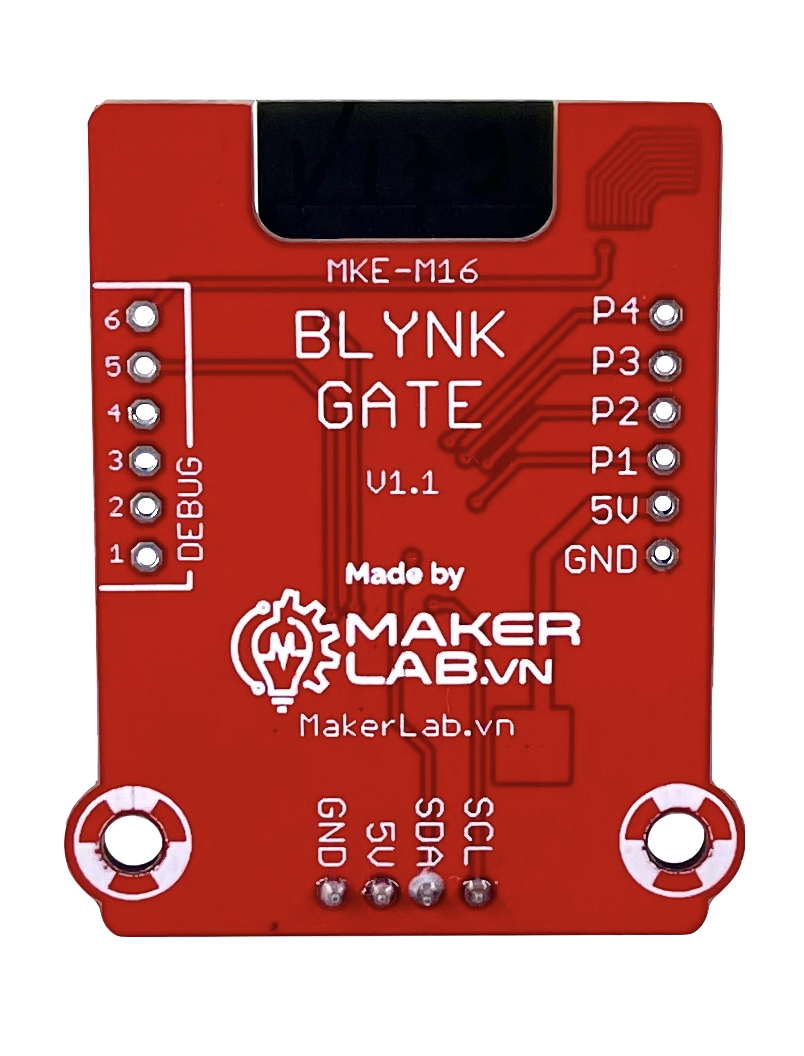 MKE-M16
BLYNK
GATE
V1.1
6
5
4
3
2
1
DEBUG
P4
P3
P2
P1
5V
GND
Made by
MAKER
LAB.VN
MakerLab.vn
GND
5V
SDA
SCL